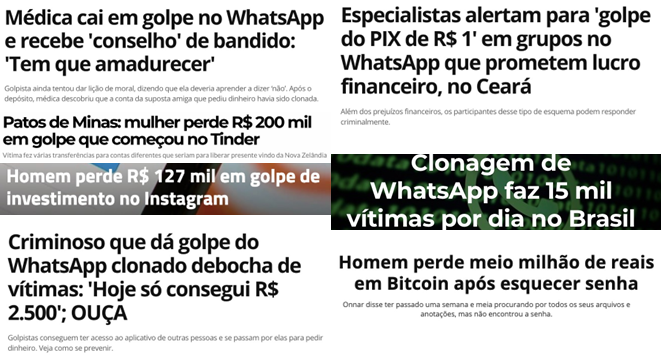 Médica cai em golpe no WhatsApp
e recebe 'conselho' de bandido:
'Tem que amadurecer'
Golpista ainda tentou dar lição de moral, dizendo que ela deveria aprender a dizer 'não'. Após o
depósito, médica descobriu que a conta da suposta amiga que pediu dinheiro havia sido clonada.
Patos de Minas: mulher perde R$ 200 mil
em golpe que começou no Tinder
Vítima fez várias transferências para contas diferentes que seriam para liberar presente vindo da Nova Zelândia
Homem perde R$ 127 mil em golpe de
investimento no Instagram
Criminoso que dá golpe do
WhatsApp clonado debocha de
vítimas: 'Hoje só consegui R$
2.500'; OUÇA
Golpistas conseguem ter acesso ao aplicativo de outras pessoas e se passam por elas para pedir
dinheiro. Veja como se prevenir.
Especialistas alertam para 'golpe
do PIX de R$ 1' em grupos no
WhatsApp que prometem lucro
financeiro, no Ceará
Além dos prejuízos financeiros, os participantes desse tipo de esquema podem responder
criminalmente.
Clonagem de
WhatsApp faz 15 mil
vítimas por dia no Brasil
Homem perde meio milhão de reais
em Bitcoin após esquecer senha
Onnar disse ter passado uma semana e meia procurando por todos os seus arquivos e
anotações, mas não encontrou a senha.